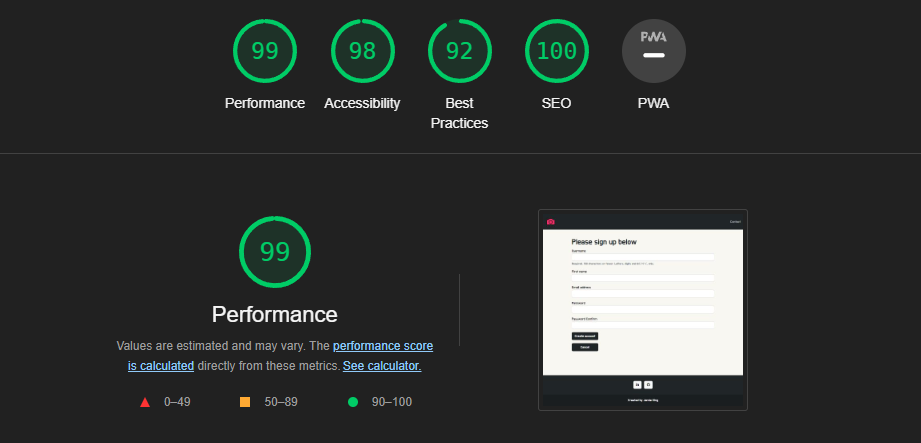 99
98
92
100
PWA
Performance
Accessibility
Best
Practices
SEO
PWA
99
Performance
Values are estimated and may vary. The performance score
is calculated directly from these metrics. See calculator.
0–49
50–89
90–100
Contact
Please sign up below
Username
First name
Email address
Password
Password Confirm
Create account
Cancel